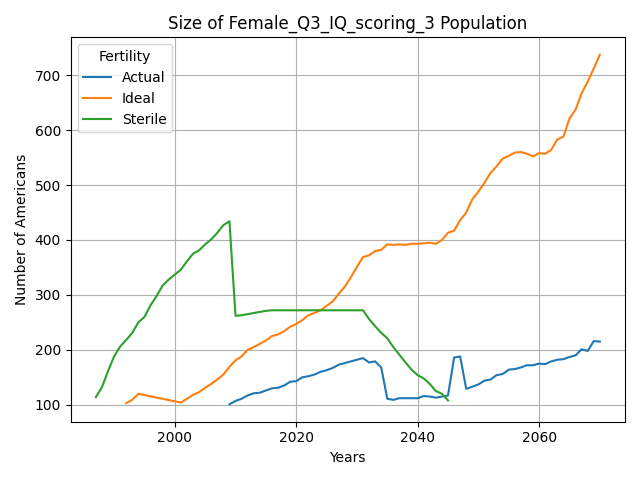 Size of Female_Q3_IQ_scoring_3 Population
Fertility
Actual
Ideal
Sterile
Number of Americans
700
600
500
400
300
200
100
2000 2020 2040 2060
Years